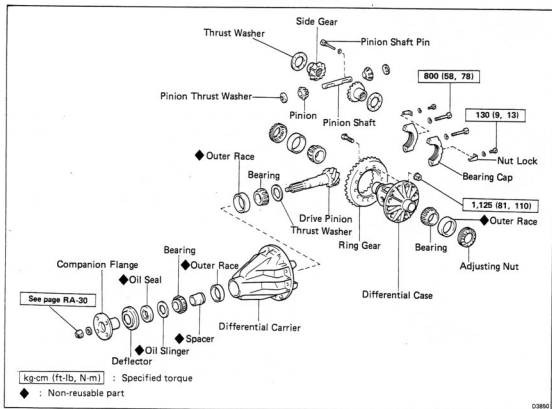 Side Gear
Thrust Washer
Pinion Shaft Pin
800 (58, 78)
Pinion Thrust Washer
Pinion
Pinion Shaft
130 (9, 13)
Nut Lock
◆Outer Race
Bearing
Bearing Cap
Drive Pinion
Thrust Washer
1,125 (81, 110)
Ring Gear
Bearing
◆Outer Race
Bearing
◆Outer Race
Adjusting Nut
Companion Flange
◆Oil Seal
Differential Case
See page RA-30
◆Spacer
Differential Carrier
◆Oil Slinger
Deflector
kg-cm (ft-lb, N·m) : Specified torque
◆ : Non-reusable part
D3850